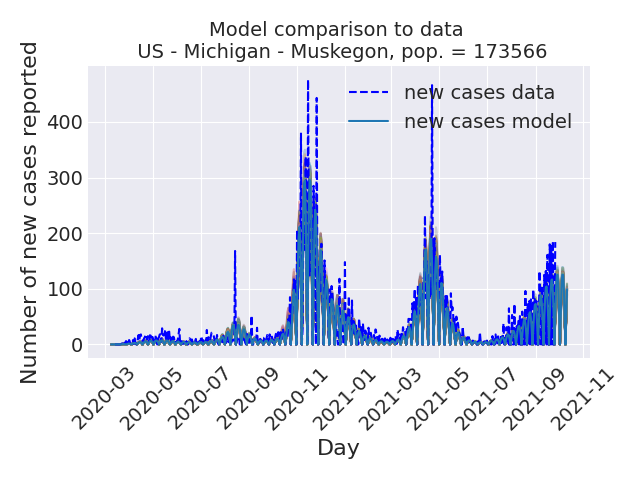 Model comparison to data
US - Michigan - Muskegon, pop. = 173566
Number of new cases reported
400
300
200
100
0
new cases data
new cases model
2020-03
2020-05
2020-07
2020-09
2020-11
2021-01
2021-03
2021-05
2021-07
2021-09
2021-11
Day